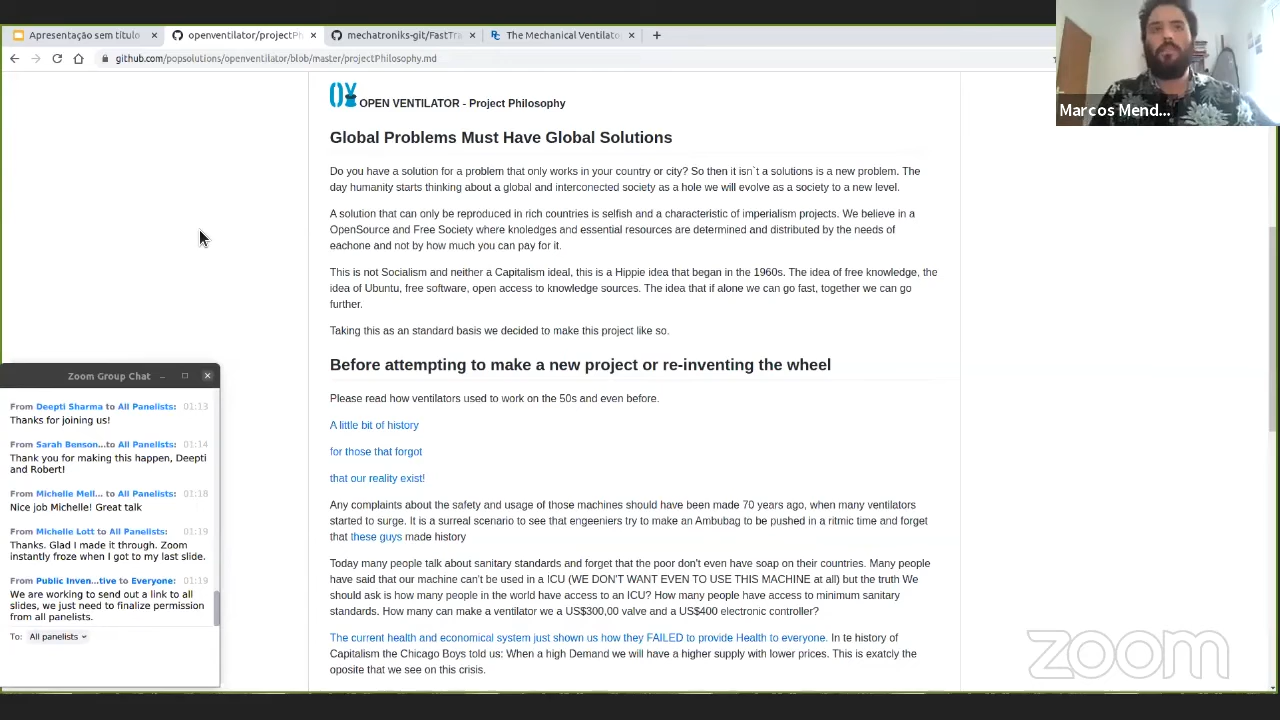 Apresentação sem título
openventilator/projectPh
mechatroniks-git/FastTra
The Mechanical Ventilato
github.com/popsolutions/openventilator/blob/master/projectPhilosophy.md
Marcos Mend...
OPEN VENTILATOR - Project Philosophy
Global Problems Must Have Global Solutions
Do you have a solution for a problem that only works in your country or city? So then it isn`t a solutions is a new problem. The
day humanity starts thinking about a global and interconected society as a hole we will evolve as a society to a new level.
A solution that can only be reproduced in rich countries is selfish and a characteristic of imperialism projects. We believe in a
OpenSource and Free Society where knoledges and essential resources are determined and distributed by the needs of
eachone and not by how much you can pay for it.
This is not Socialism and neither a Capitalism ideal, this is a Hippie idea that began in the 1960s. The idea of free knowledge, the
idea of Ubuntu, free software, open access to knowledge sources. The idea that if alone we can go fast, together we can go
further.
Taking this as an standard basis we decided to make this project like so.
Before attempting to make a new project or re-inventing the wheel
Please read how ventilators used to work on the 50s and even before.
A little bit of history
for those that forgot
that our reality exist!
Any complaints about the safety and usage of those machines should have been made 70 years ago, when many ventilators
started to surge. It is a surreal scenario to see that engeeniers try to make an Ambubag to be pushed in a ritmic time and forget
that these guys made history
Today many people talk about sanitary standards and forget that the poor don't even have soap on their countries. Many people
have said that our machine can't be used in a ICU (WE DON'T WANT EVEN TO USE THIS MACHINE at all) but the truth We
should ask is how many people in the world have access to an ICU? How many people have access to minimum sanitary
standards. How many can make a ventilator we a US$300,00 valve and a US$400 electronic controller?
The current health and economical system just shown us how they FAILED to provide Health to everyone. In te history of
Capitalism the Chicago Boys told us: When a high Demand we will have a higher supply with lower prices. This is exatcly the
oposite that we see on this crisis.
Zoom Group Chat
From Deepti Sharma to All Panelists: 01:13
Thanks for joining us!
From Sarah Benson...to All Panelists: 01:14
Thank you for making this happen, Deepti
and Robert!
From Michelle Mell... to All Panelists: 01:18
Nice job Michelle! Great talk
From Michelle Lott to All Panelists: 01:19
Thanks. Glad I made it through. Zoom
instantly froze when I got to my last slide.
From Public Inven...tive to Everyone: 01:19
We are working to send out a link to all
slides, we just need to finalize permission
from all panelists.
To: All panelists
zoom